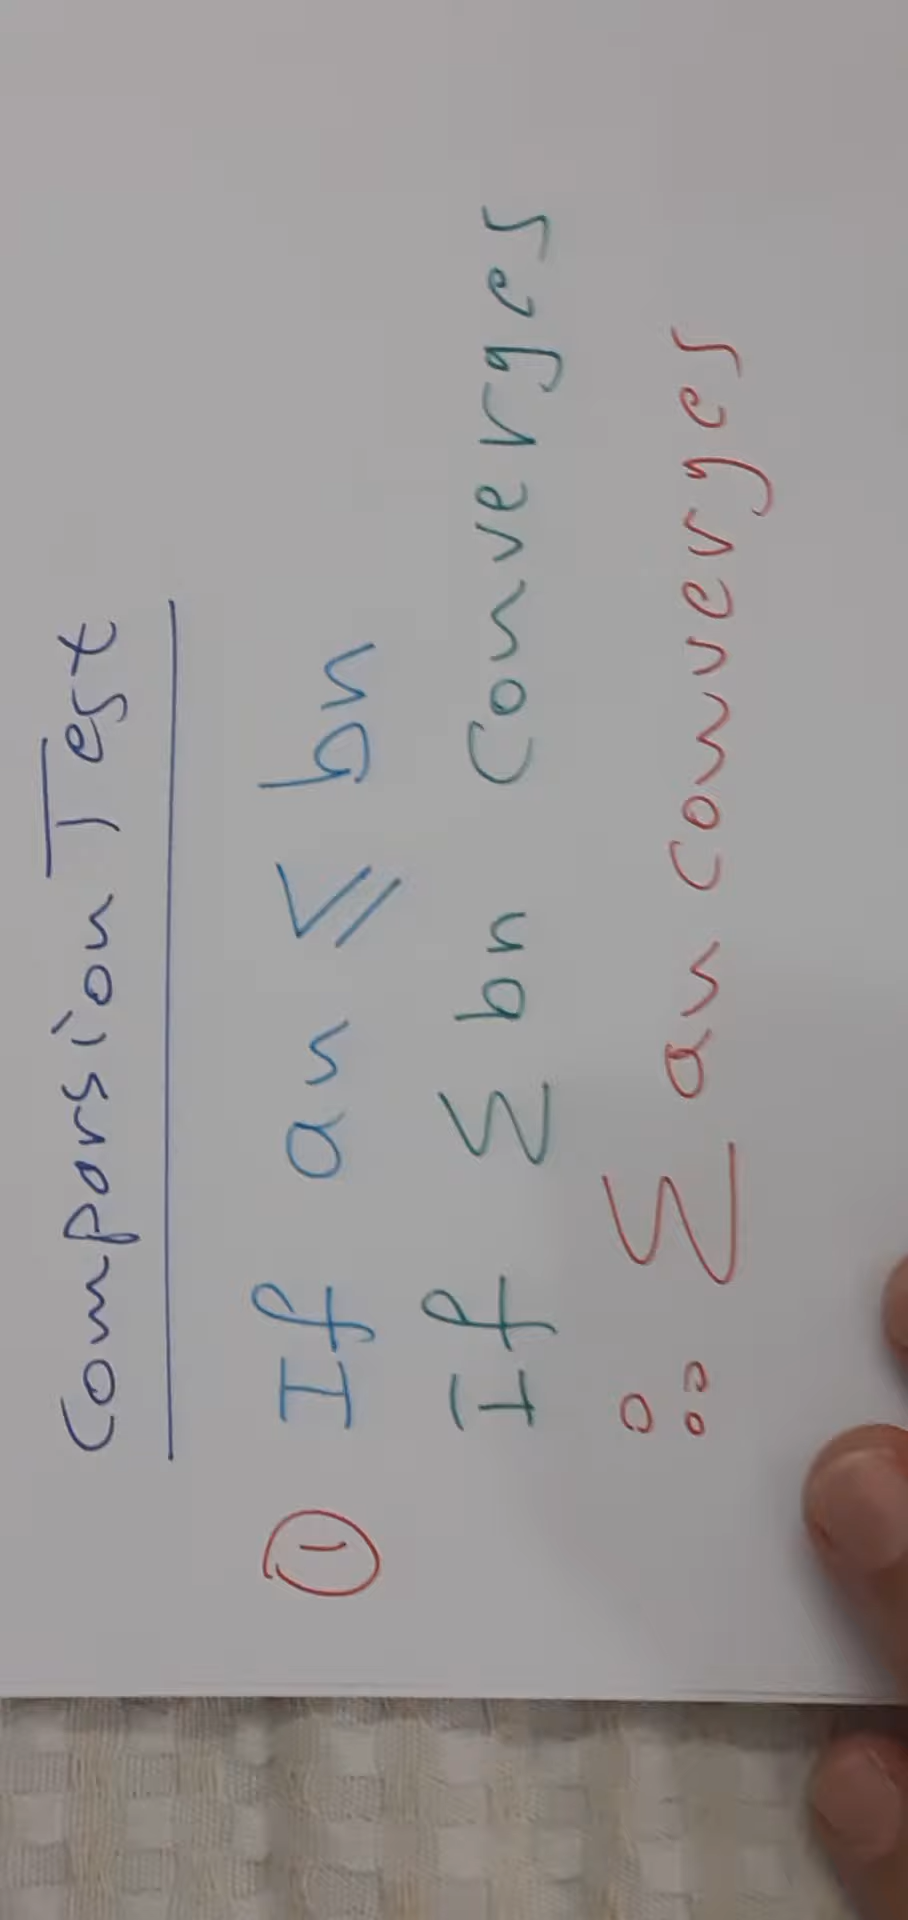 Comparsion Test
① If an ≤ bn
If Σ bn Converges
∴ Σ an converges